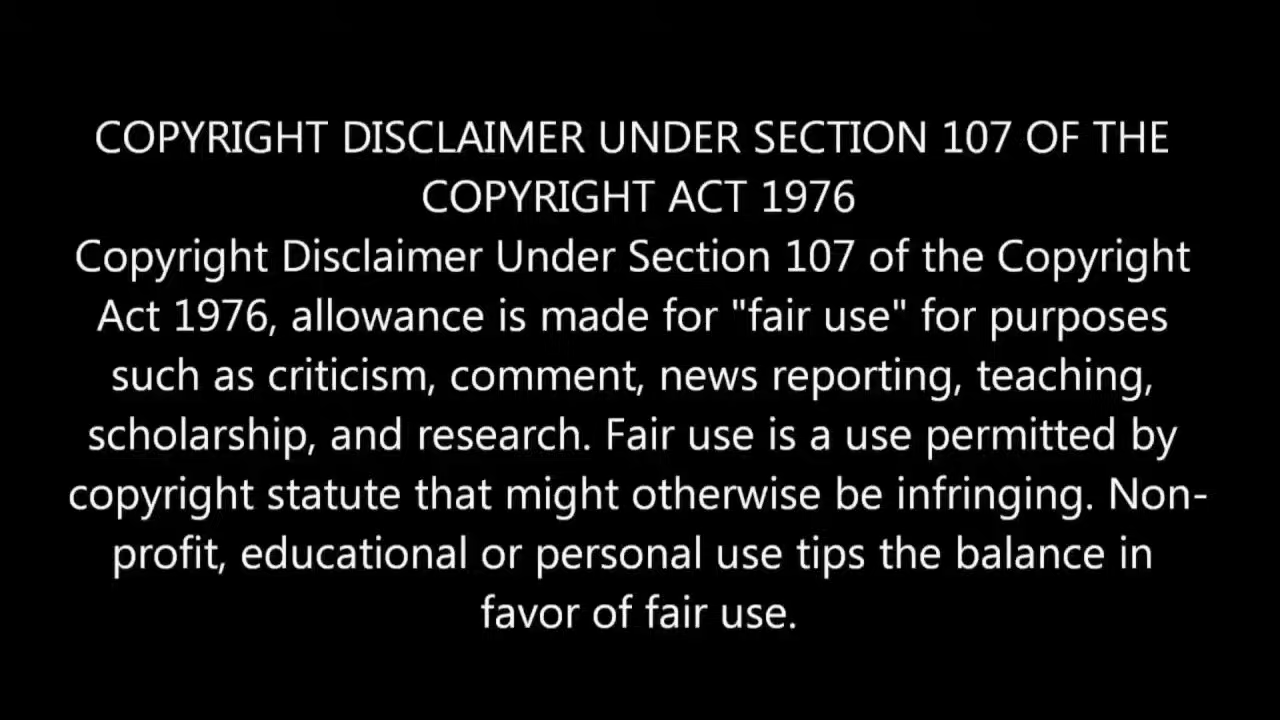 COPYRIGHT DISCLAIMER UNDER SECTION 107 OF THE
COPYRIGHT ACT 1976
Copyright Disclaimer Under Section 107 of the Copyright
Act 1976, allowance is made for "fair use" for purposes
such as criticism, comment, news reporting, teaching,
scholarship, and research. Fair use is a use permitted by
copyright statute that might otherwise be infringing. Non-
profit, educational or personal use tips the balance in
favor of fair use.